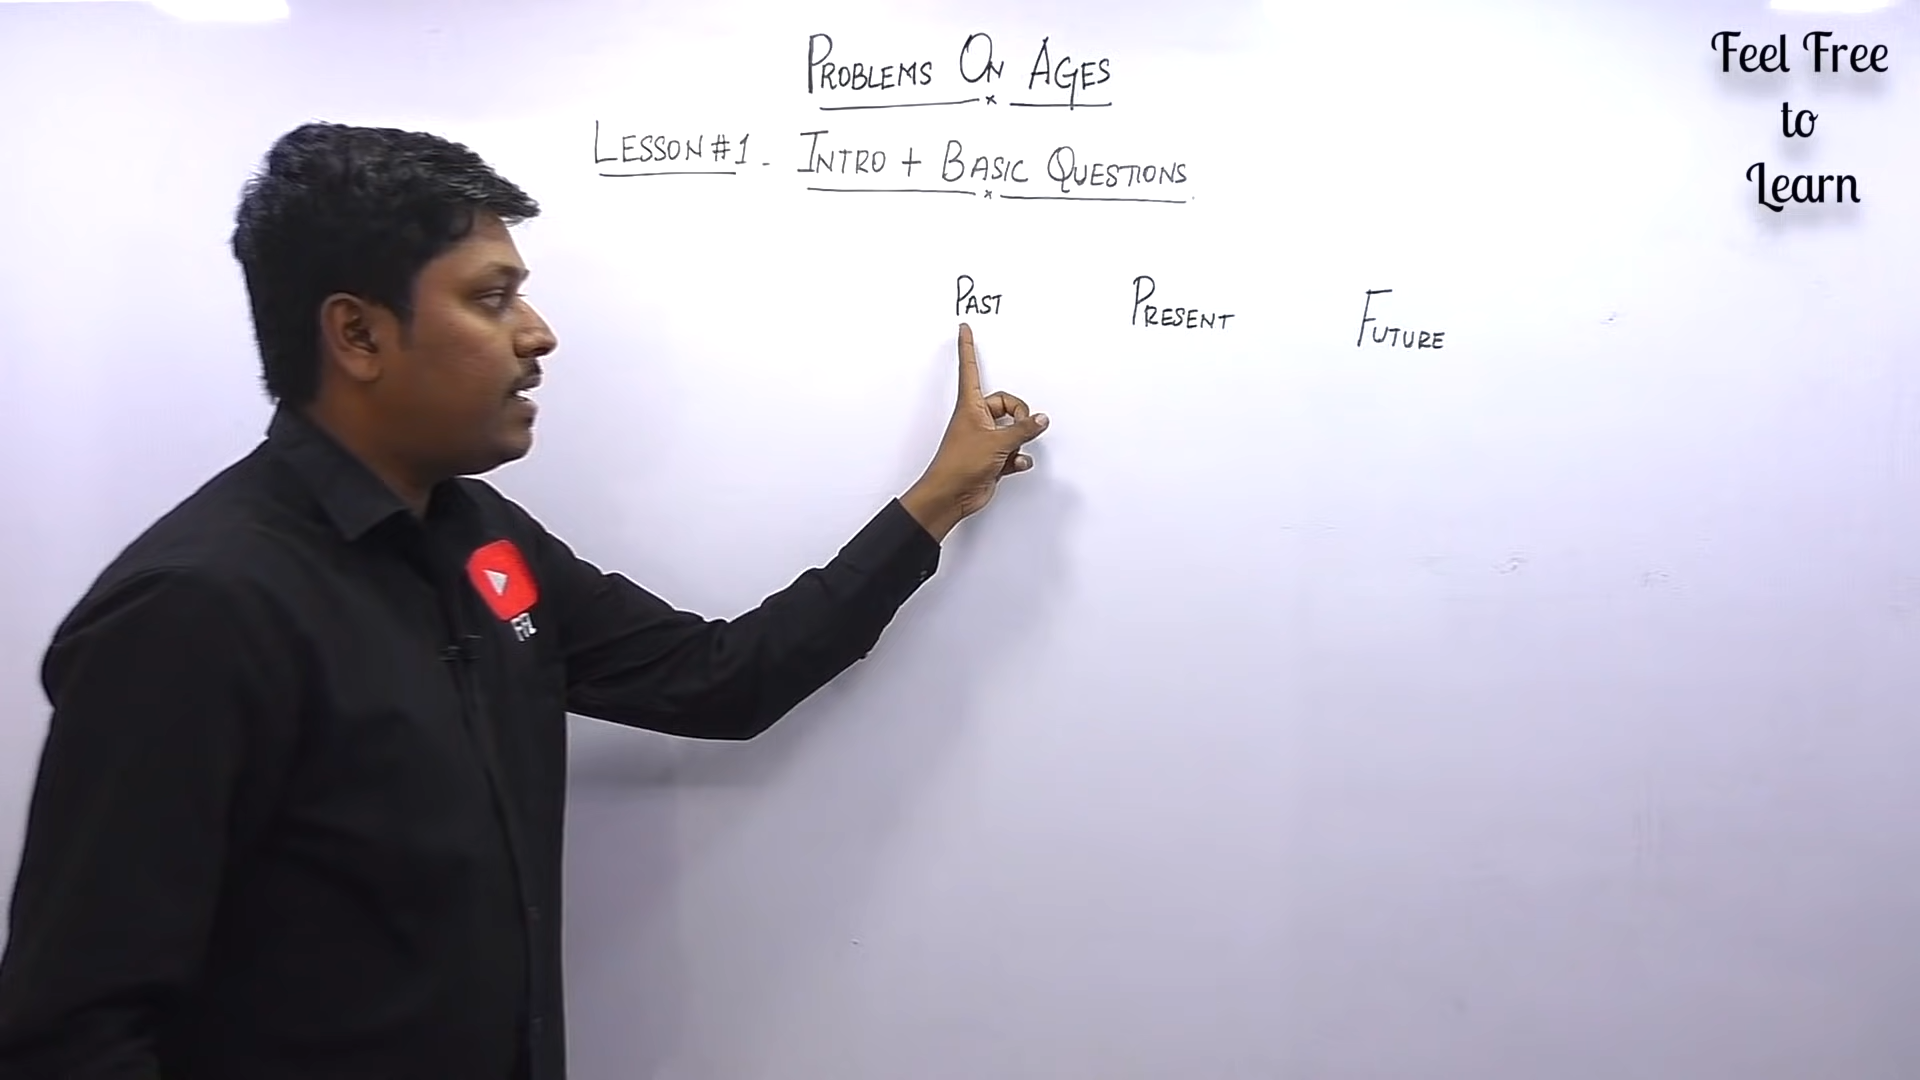 PROBLEMS ON AGES
LESSON #1 - INTRO + BASIC QUESTIONS
PAST PRESENT FUTURE
Feel Free
to
Learn